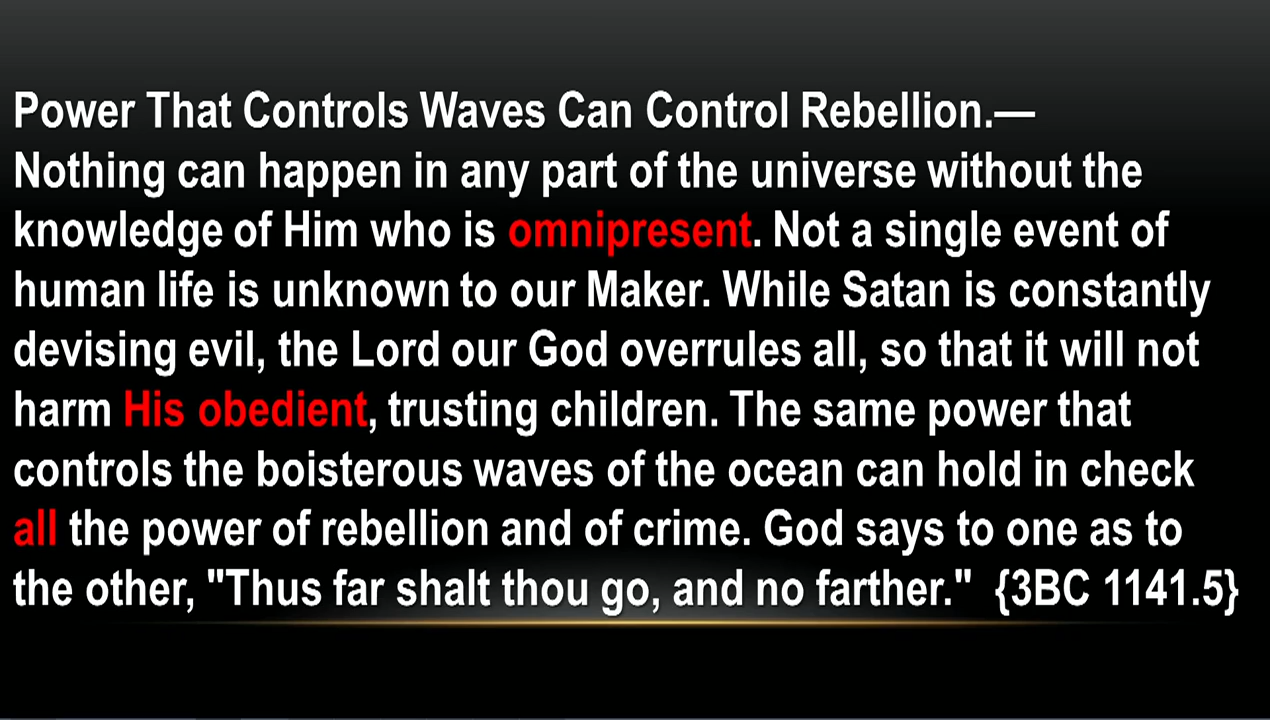 Power That Controls Waves Can Control Rebellion.—
Nothing can happen in any part of the universe without the
knowledge of Him who is omnipresent. Not a single event of
human life is unknown to our Maker. While Satan is constantly
devising evil, the Lord our God overrules all, so that it will not
harm His obedient, trusting children. The same power that
controls the boisterous waves of the ocean can hold in check
all the power of rebellion and of crime. God says to one as to
the other, "Thus far shalt thou go, and no farther."  {3BC 1141.5}